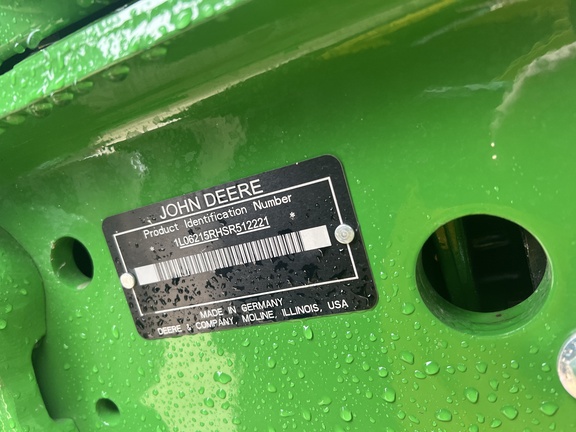 JOHN DEERE
Product Identification Number
* 1L06215RHSR512221 *
MADE IN GERMANY
DEERE & COMPANY, MOLINE, ILLINOIS, USA